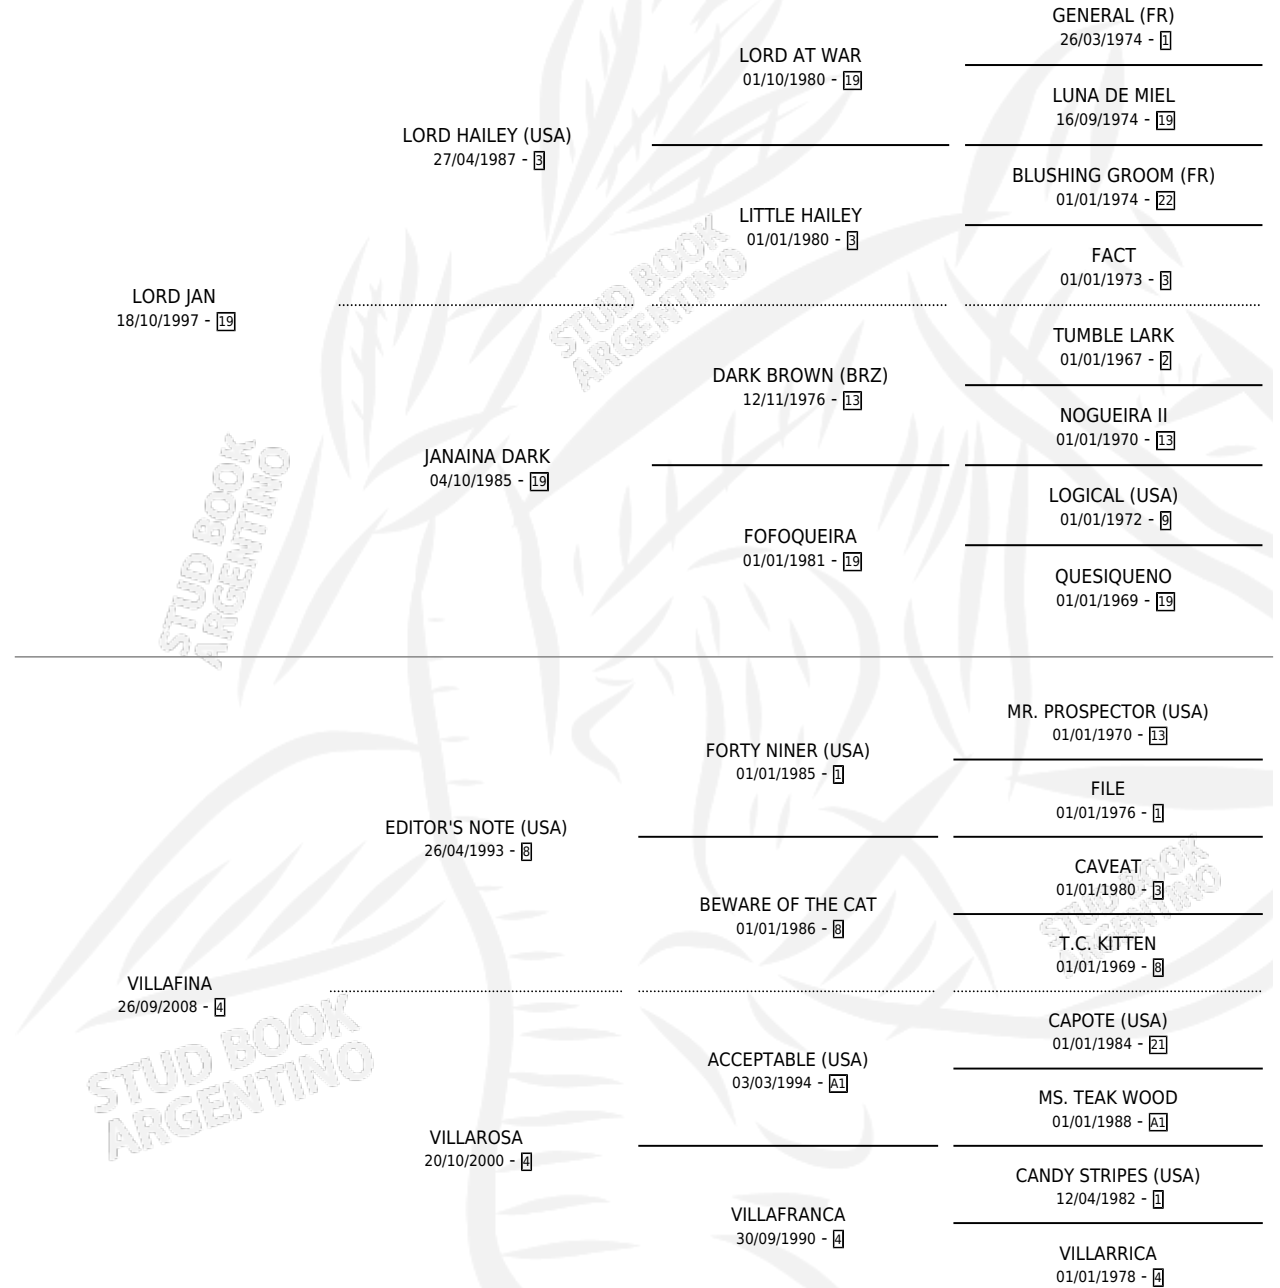 GENERAL (FR)
26/03/1974 - 1
LORD AT WAR
01/10/1980 - 19
LUNA DE MIEL
16/09/1974 - 19
LORD HAILEY (USA)
27/04/1987 - 3
BLUSHING GROOM (FR)
01/01/1974 - 22
LITTLE HAILEY
01/01/1980 - 3
FACT
01/01/1973 - 3
LORD JAN
18/10/1997 - 19
TUMBLE LARK
01/01/1967 - 2
DARK BROWN (BRZ)
12/11/1976 - 13
NOGUEIRA II
01/01/1970 - 13
JANAINA DARK
04/10/1985 - 19
LOGICAL (USA)
01/01/1972 - 9
FOFOQUEIRA
01/01/1981 - 19
QUESIQUENO
01/01/1969 - 19
MR. PROSPECTOR (USA)
01/01/1970 - 13
FORTY NINER (USA)
01/01/1985 - 1
FILE
01/01/1976 - 1
EDITOR'S NOTE (USA)
26/04/1993 - 8
CAVEAT
01/01/1980 - 3
BEWARE OF THE CAT
01/01/1986 - 8
T.C. KITTEN
01/01/1969 - 8
VILLAFINA
26/09/2008 - 4
CAPOTE (USA)
01/01/1984 - 21
ACCEPTABLE (USA)
03/03/1994 - A1
MS. TEAK WOOD
01/01/1988 - A1
VILLAROSA
20/10/2000 - 4
CANDY STRIPES (USA)
12/04/1982 - 1
VILLAFRANCA
30/09/1990 - 4
VILLARRICA
01/01/1978 - 4
STUD BOOK
ARGENTINO
STUD BOOK
ARGENTINO
STUD BOOK
ARGENTINO
STUD BOOK
ARGENTINO